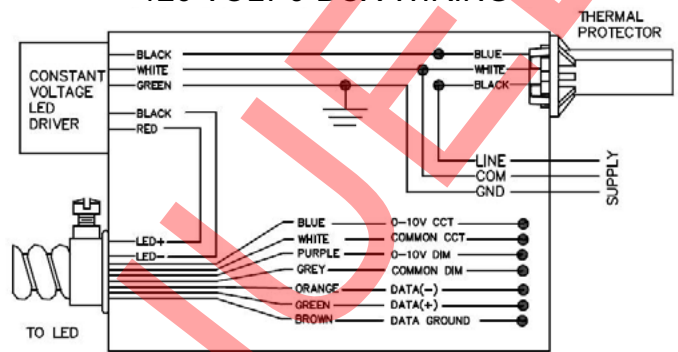 THERMAL
PROTECTOR
BLACK
WHITE
GREEN
BLUE
WHITE
BLACK
CONSTANT
VOLTAGE
LED
DRIVER
BLACK
RED
LINE
COM
GND
SUPPLY
LED+
LED-
BLUE 0-10V CCT
WHITE COMMON CCT
PURPLE 0-10V DIM
GREY COMMON DIM
ORANGE DATA(-)
GREEN DATA(+)
BROWN DATA GROUND
TO LED